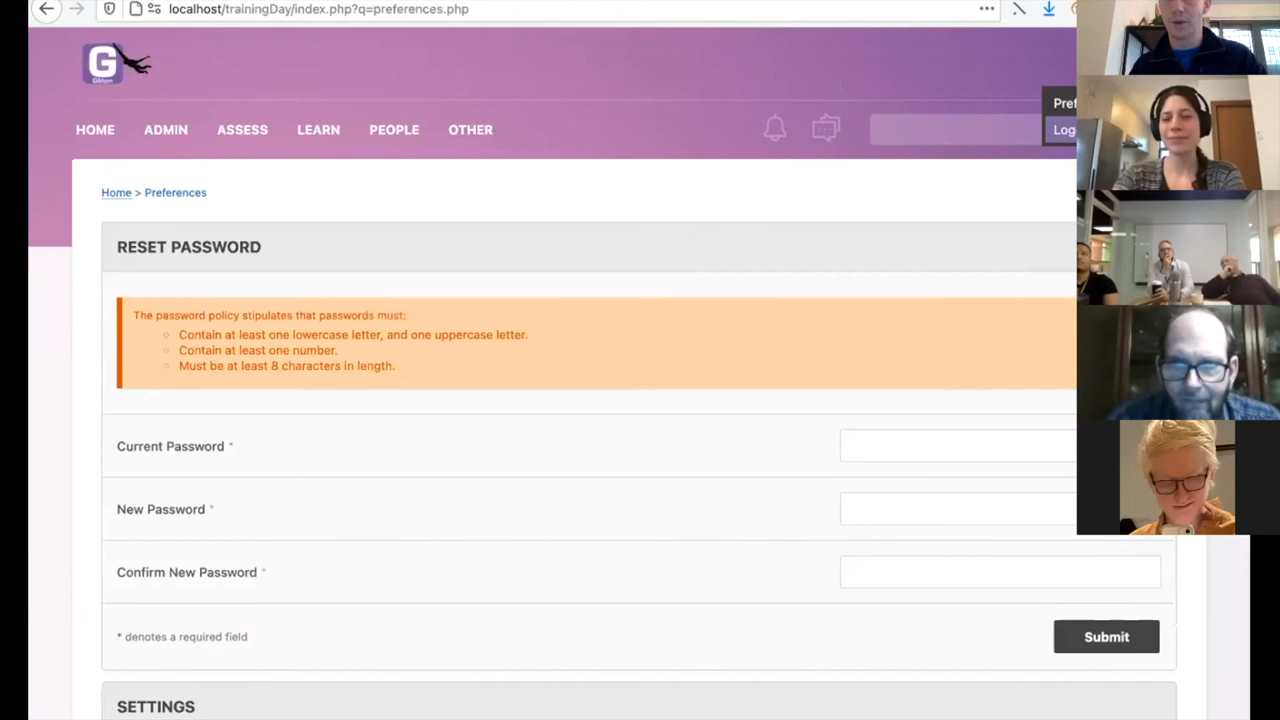 localhost/trainingDay/index.php?q=preferences.php
G
Gibbon
Pref
HOME ADMIN ASSESS LEARN PEOPLE OTHER
Log
Home > Preferences
RESET PASSWORD
The password policy stipulates that passwords must:
Contain at least one lowercase letter, and one uppercase letter.
Contain at least one number.
Must be at least 8 characters in length.
Current Password *
New Password *
Confirm New Password *
* denotes a required field
Submit
SETTINGS